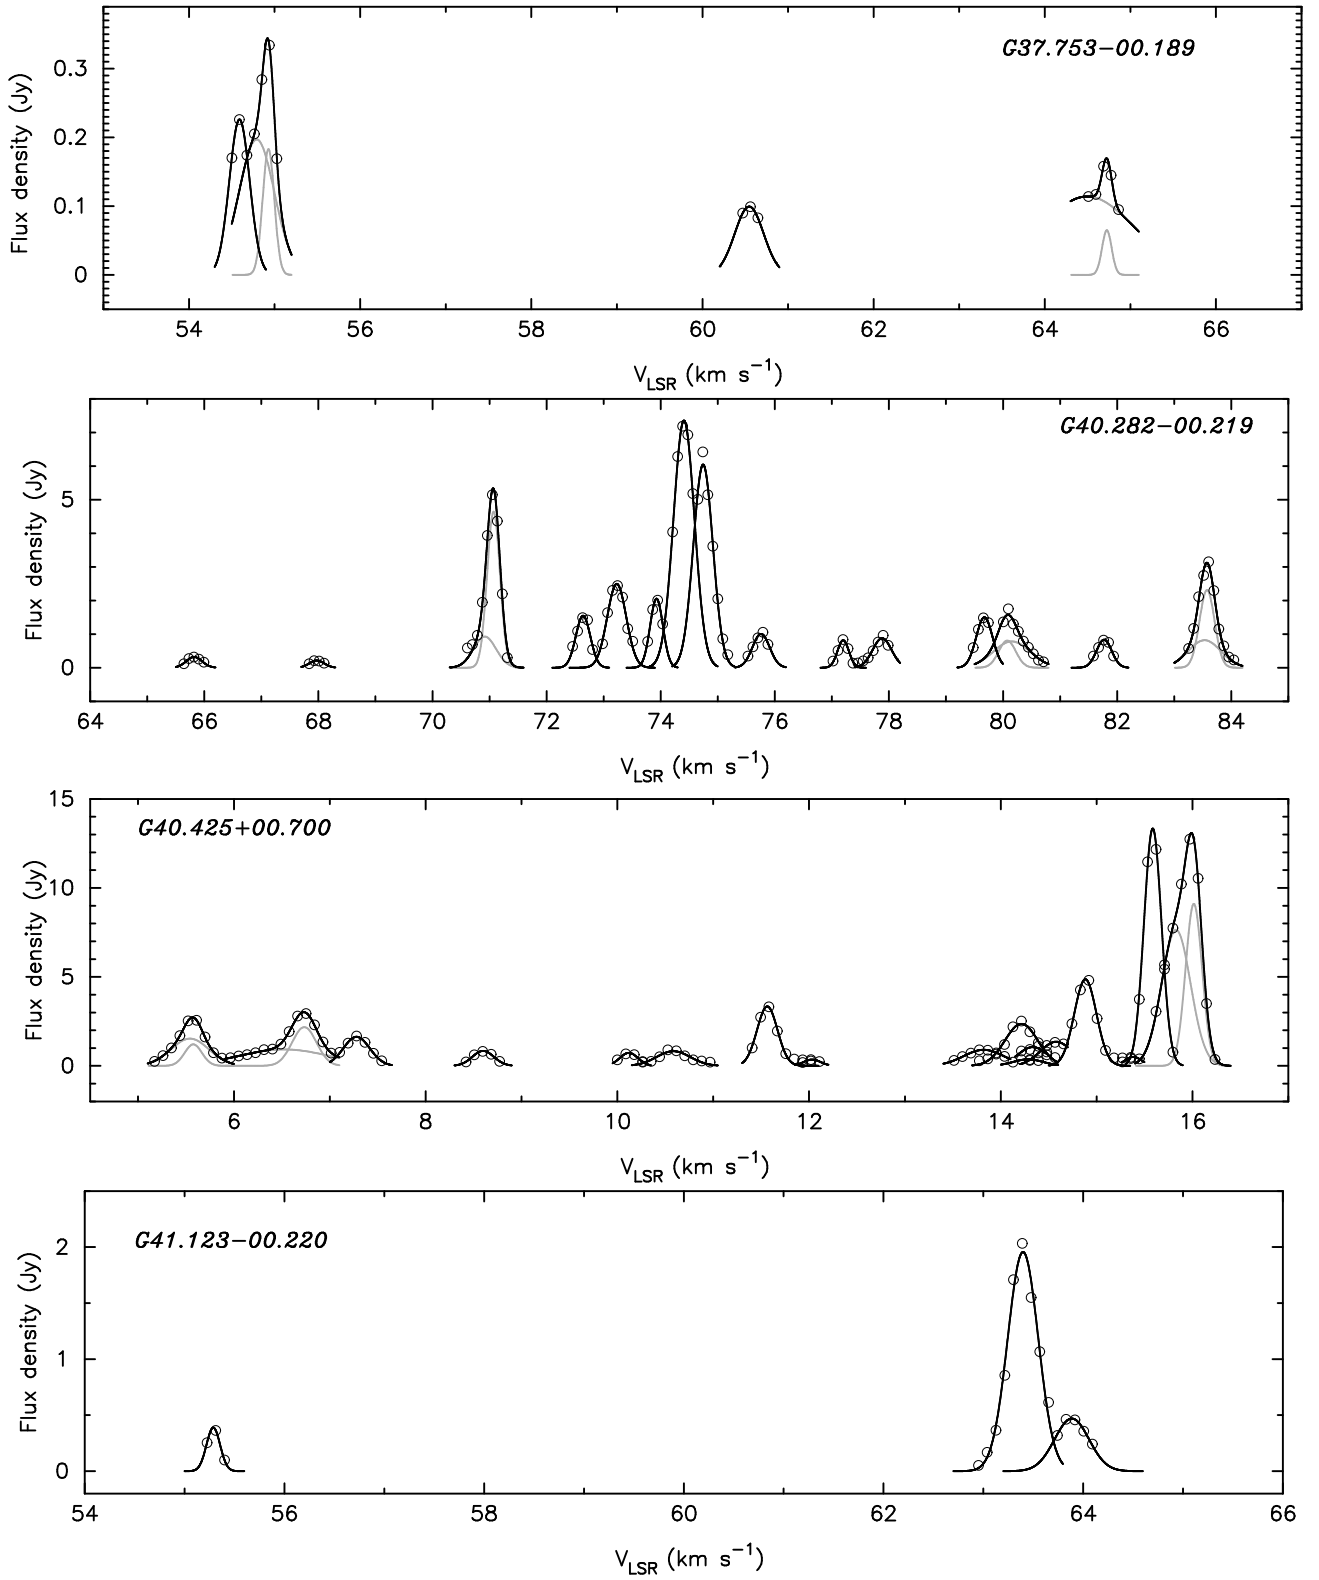 G37.753−00.189
Flux density (Jy)
0.3
0.2
0.1
0
54 56 58 60 62 64 66
V_LSR (km s⁻¹)
G40.282−00.219
Flux density (Jy)
5
0
64 66 68 70 72 74 76 78 80 82 84
V_LSR (km s⁻¹)
G40.425+00.700
Flux density (Jy)
15
10
5
0
6 8 10 12 14 16
V_LSR (km s⁻¹)
G41.123−00.220
Flux density (Jy)
2
1
0
54 56 58 60 62 64 66
V_LSR (km s⁻¹)